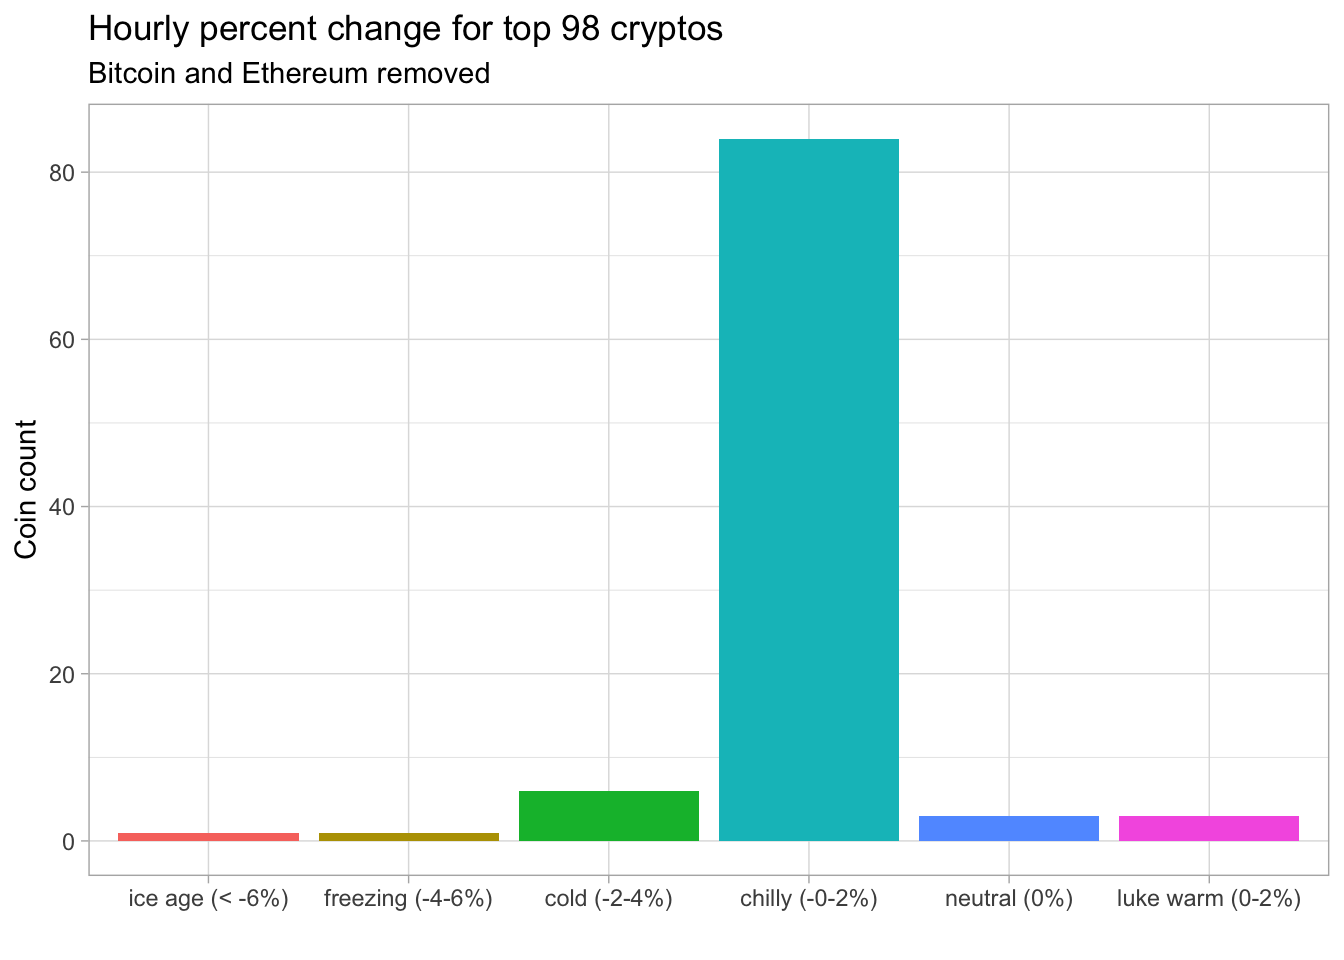 Hourly percent change for top 98 cryptos
Bitcoin and Ethereum removed
Coin count
80
60
40
20
0
ice age (< -6%)
freezing (-4-6%)
cold (-2-4%)
chilly (-0-2%)
neutral (0%)
luke warm (0-2%)